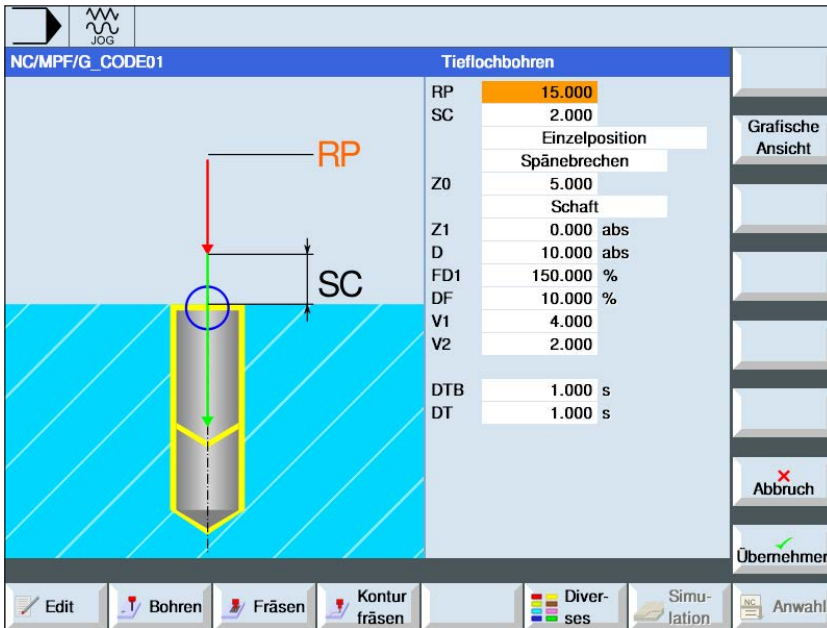 JOG
NC/MPF/G_CODE01
Tieflochbohren
RP
SC
RP 15.000
SC 2.000
Einzelposition
Spänebrechen
Z0 5.000
Schaft
Z1 0.000 abs
D 10.000 abs
FD1 150.000 %
DF 10.000 %
V1 4.000
V2 2.000
DTB 1.000 s
DT 1.000 s
Grafische
Ansicht
Abbruch
Übernehmen
Edit
Bohren
Fräsen
Kontur
fräsen
Diver-
ses
Simu-
lation
NC
Anwahl